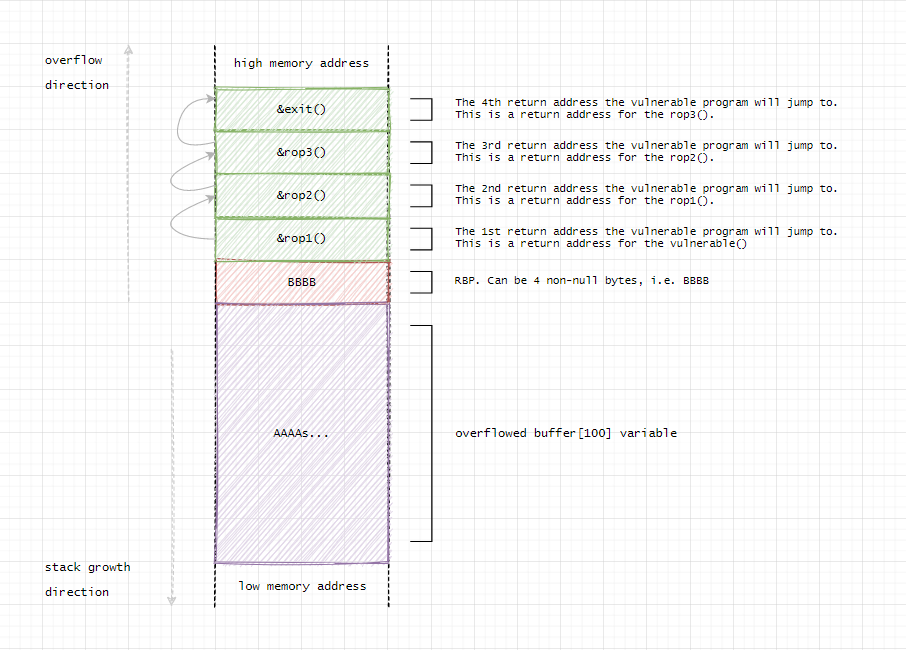 overflow
direction
high memory address
&exit()
The 4th return address the vulnerable program will jump to.
This is a return address for the rop3().
&rop3()
The 3rd return address the vulnerable program will jump to.
This is a return address for the rop2().
&rop2()
The 2nd return address the vulnerable program will jump to.
This is a return address for the rop1().
&rop1()
The 1st return address the vulnerable program will jump to.
This is a return address for the vulnerable()
BBBB
RBP. Can be 4 non-null bytes, i.e. BBBB
AAAAs...
overflowed buffer[100] variable
stack growth
direction
low memory address